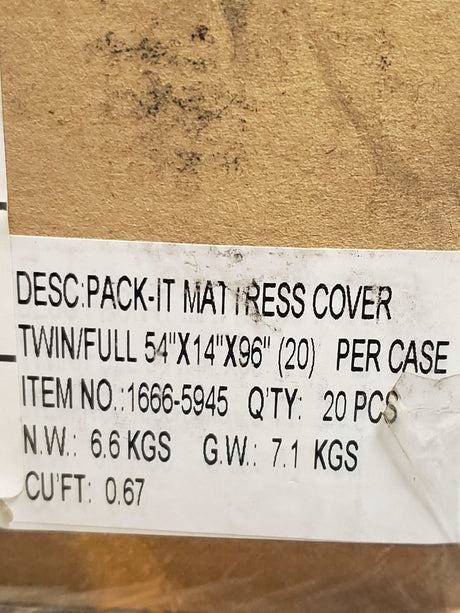 DESC:PACK-IT MATTRESS COVER
TWIN/FULL 54"X14"X96" (20) PER CASE
ITEM NO.:1666-5945 Q'TY: 20 PCS
N.W.: 6.6 KGS G.W.: 7.1 KGS
CU'FT: 0.67